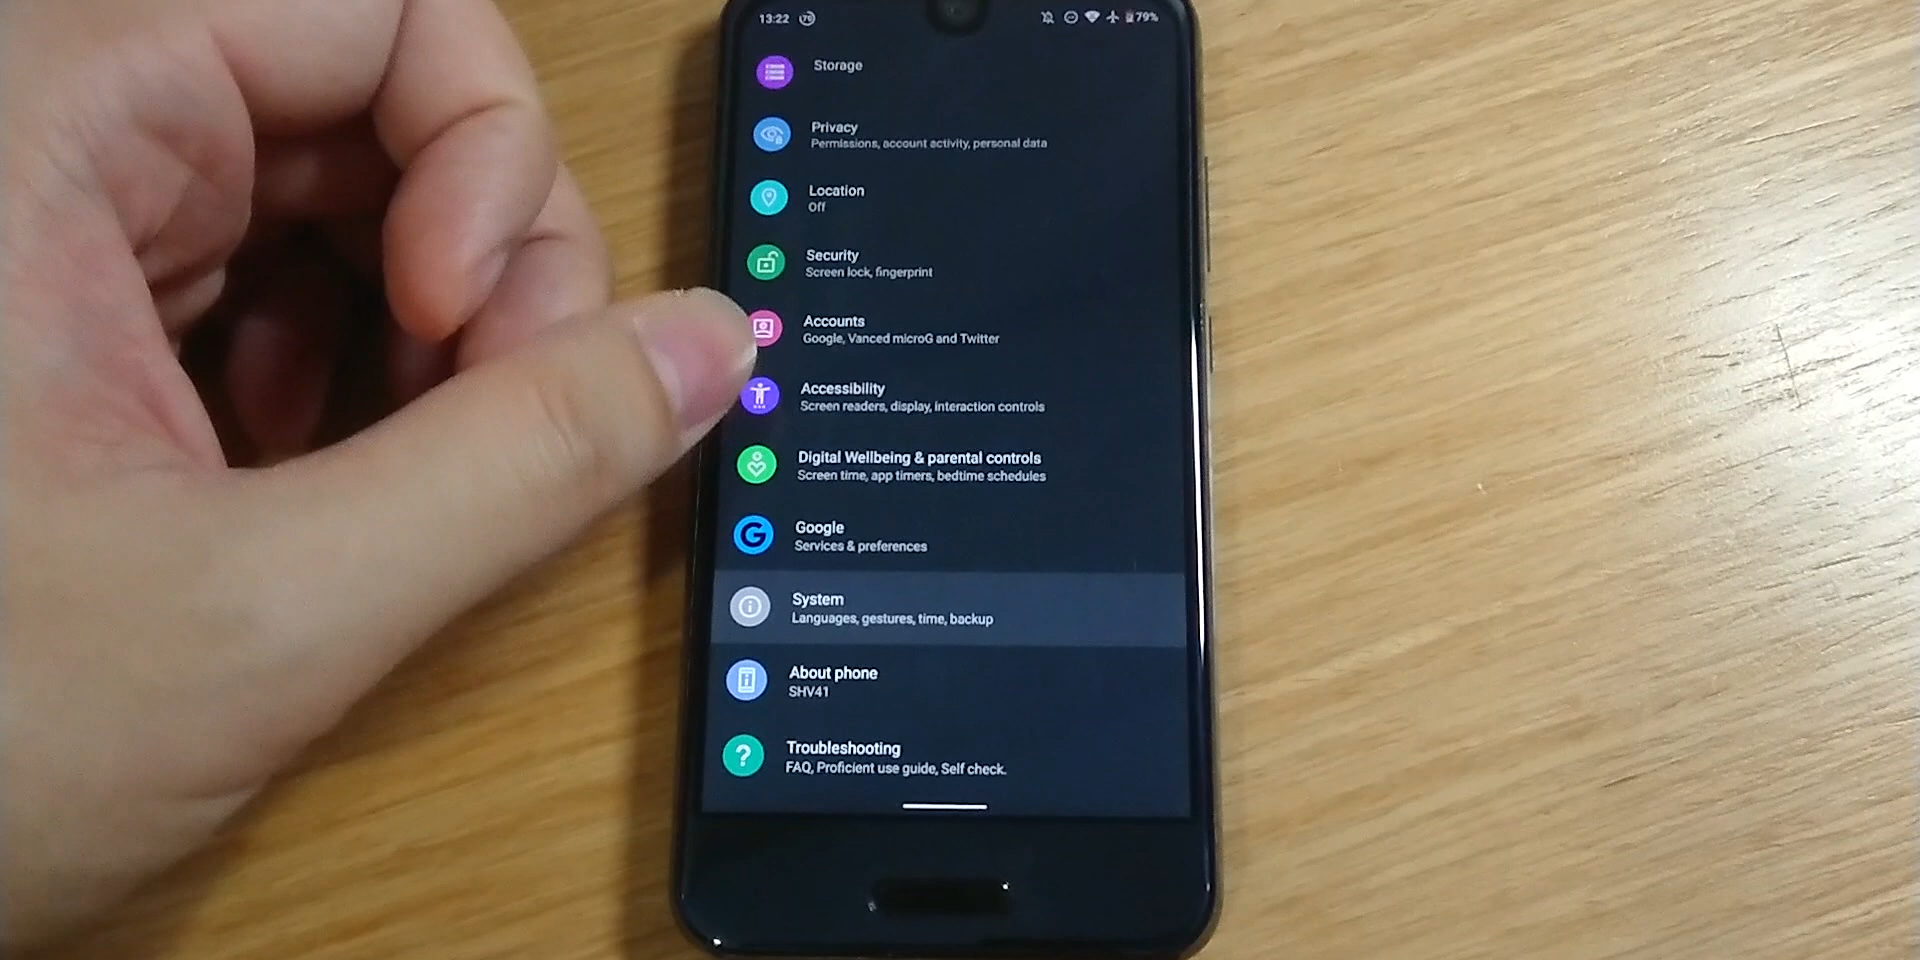 13:22 79%
Storage
Privacy
Permissions, account activity, personal data
Location
Off
Security
Screen lock, fingerprint
Accounts
Google, Vanced microG and Twitter
Accessibility
Screen readers, display, interaction controls
Digital Wellbeing & parental controls
Screen time, app timers, bedtime schedules
Google
Services & preferences
System
Languages, gestures, time, backup
About phone
SHV41
Troubleshooting
FAQ, Proficient use guide, Self check.